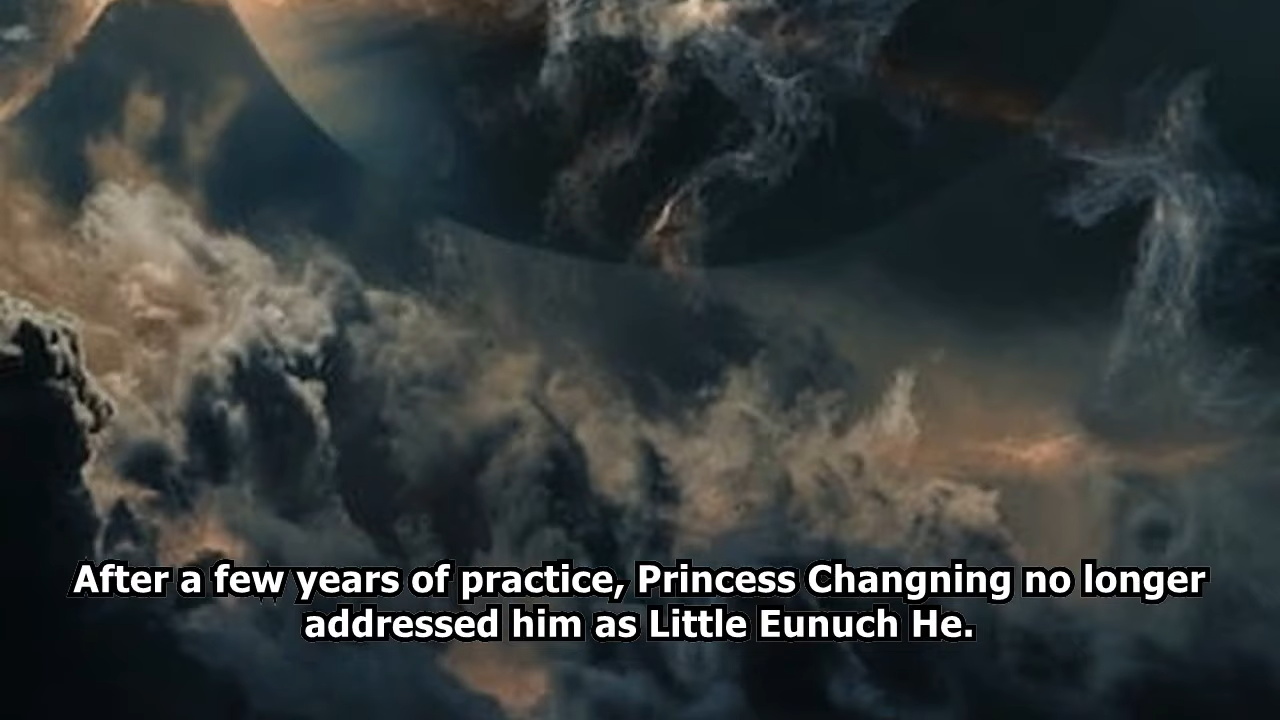 After a few years of practice, Princess Changning no longer
addressed him as Little Eunuch He.